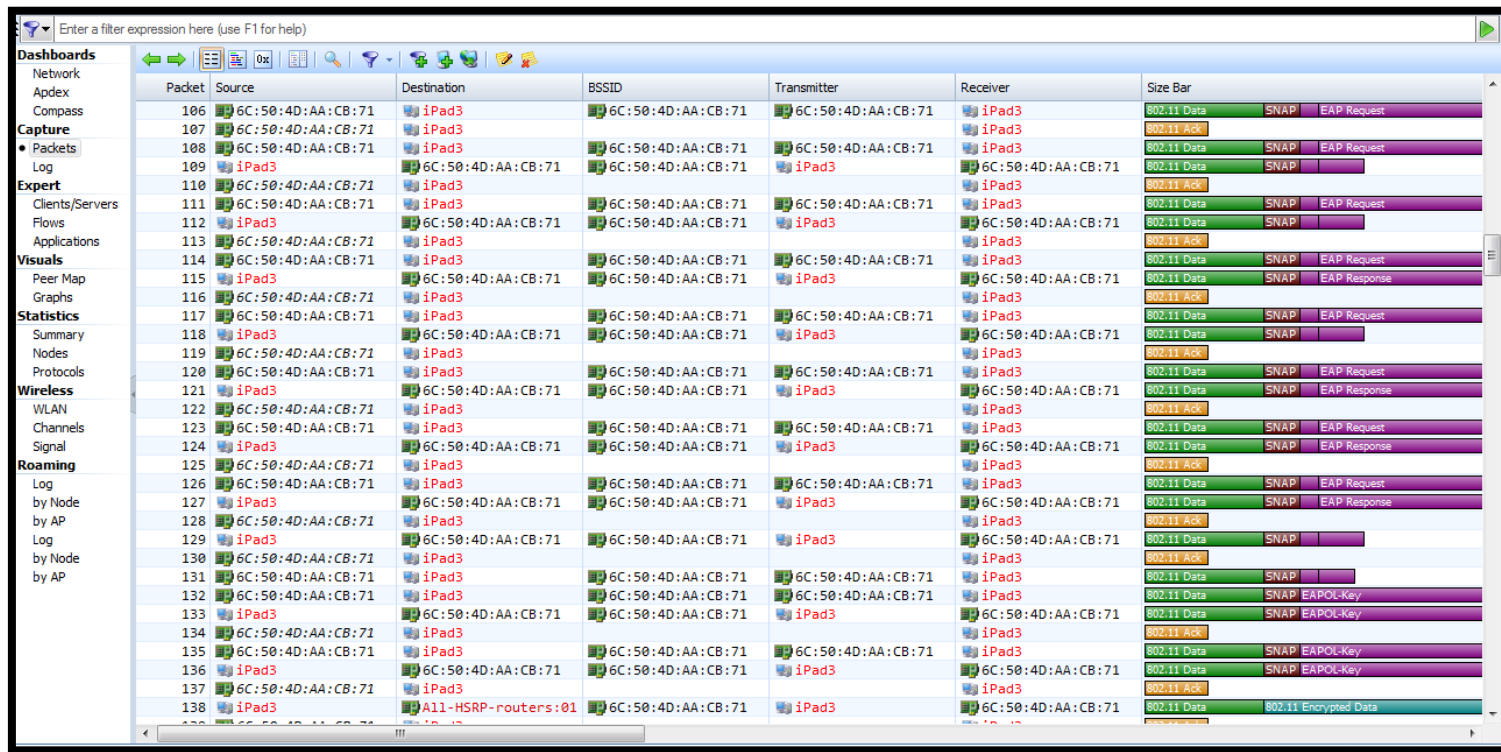 Enter a filter expression here (use F1 for help)
Dashboards
Network
Apdex
Compass
Capture
Packets
Log
Expert
Clients/Servers
Flows
Applications
Visuals
Peer Map
Graphs
Statistics
Summary
Nodes
Protocols
Wireless
WLAN
Channels
Signal
Roaming
Log
by Node
by AP
Log
by Node
by AP
0x
Packet Source Destination BSSID Transmitter Receiver Size Bar
106 6C:50:4D:AA:CB:71 iPad3 6C:50:4D:AA:CB:71 6C:50:4D:AA:CB:71 iPad3 802.11 Data SNAP EAP Request
107 6C:50:4D:AA:CB:71 iPad3 iPad3 802.11 Ack
108 6C:50:4D:AA:CB:71 iPad3 6C:50:4D:AA:CB:71 6C:50:4D:AA:CB:71 iPad3 802.11 Data SNAP EAP Request
109 iPad3 6C:50:4D:AA:CB:71 6C:50:4D:AA:CB:71 iPad3 6C:50:4D:AA:CB:71 802.11 Data SNAP
110 6C:50:4D:AA:CB:71 iPad3 iPad3 802.11 Ack
111 6C:50:4D:AA:CB:71 iPad3 6C:50:4D:AA:CB:71 6C:50:4D:AA:CB:71 iPad3 802.11 Data SNAP EAP Request
112 iPad3 6C:50:4D:AA:CB:71 6C:50:4D:AA:CB:71 iPad3 6C:50:4D:AA:CB:71 802.11 Data SNAP
113 6C:50:4D:AA:CB:71 iPad3 iPad3 802.11 Ack
114 6C:50:4D:AA:CB:71 iPad3 6C:50:4D:AA:CB:71 6C:50:4D:AA:CB:71 iPad3 802.11 Data SNAP EAP Request
115 iPad3 6C:50:4D:AA:CB:71 6C:50:4D:AA:CB:71 iPad3 6C:50:4D:AA:CB:71 802.11 Data SNAP EAP Response
116 6C:50:4D:AA:CB:71 iPad3 iPad3 802.11 Ack
117 6C:50:4D:AA:CB:71 iPad3 6C:50:4D:AA:CB:71 6C:50:4D:AA:CB:71 iPad3 802.11 Data SNAP EAP Request
118 iPad3 6C:50:4D:AA:CB:71 6C:50:4D:AA:CB:71 iPad3 6C:50:4D:AA:CB:71 802.11 Data SNAP
119 6C:50:4D:AA:CB:71 iPad3 iPad3 802.11 Ack
120 6C:50:4D:AA:CB:71 iPad3 6C:50:4D:AA:CB:71 6C:50:4D:AA:CB:71 iPad3 802.11 Data SNAP EAP Request
121 iPad3 6C:50:4D:AA:CB:71 6C:50:4D:AA:CB:71 iPad3 6C:50:4D:AA:CB:71 802.11 Data SNAP EAP Response
122 6C:50:4D:AA:CB:71 iPad3 iPad3 802.11 Ack
123 6C:50:4D:AA:CB:71 iPad3 6C:50:4D:AA:CB:71 6C:50:4D:AA:CB:71 iPad3 802.11 Data SNAP EAP Request
124 iPad3 6C:50:4D:AA:CB:71 6C:50:4D:AA:CB:71 iPad3 6C:50:4D:AA:CB:71 802.11 Data SNAP EAP Response
125 6C:50:4D:AA:CB:71 iPad3 iPad3 802.11 Ack
126 6C:50:4D:AA:CB:71 iPad3 6C:50:4D:AA:CB:71 6C:50:4D:AA:CB:71 iPad3 802.11 Data SNAP EAP Request
127 iPad3 6C:50:4D:AA:CB:71 6C:50:4D:AA:CB:71 iPad3 6C:50:4D:AA:CB:71 802.11 Data SNAP EAP Response
128 6C:50:4D:AA:CB:71 iPad3 iPad3 802.11 Ack
129 iPad3 6C:50:4D:AA:CB:71 6C:50:4D:AA:CB:71 iPad3 6C:50:4D:AA:CB:71 802.11 Data SNAP
130 6C:50:4D:AA:CB:71 iPad3 iPad3 802.11 Ack
131 6C:50:4D:AA:CB:71 iPad3 6C:50:4D:AA:CB:71 6C:50:4D:AA:CB:71 iPad3 802.11 Data SNAP
132 6C:50:4D:AA:CB:71 iPad3 6C:50:4D:AA:CB:71 6C:50:4D:AA:CB:71 iPad3 802.11 Data SNAP EAPOL-Key
133 iPad3 6C:50:4D:AA:CB:71 6C:50:4D:AA:CB:71 iPad3 6C:50:4D:AA:CB:71 802.11 Data SNAP EAPOL-Key
134 6C:50:4D:AA:CB:71 iPad3 iPad3 802.11 Ack
135 6C:50:4D:AA:CB:71 iPad3 6C:50:4D:AA:CB:71 6C:50:4D:AA:CB:71 iPad3 802.11 Data SNAP EAPOL-Key
136 iPad3 6C:50:4D:AA:CB:71 6C:50:4D:AA:CB:71 iPad3 6C:50:4D:AA:CB:71 802.11 Data SNAP EAPOL-Key
137 6C:50:4D:AA:CB:71 iPad3 iPad3 802.11 Ack
138 iPad3 All-HSRP-routers:01 6C:50:4D:AA:CB:71 iPad3 6C:50:4D:AA:CB:71 802.11 Data 802.11 Encrypted Data